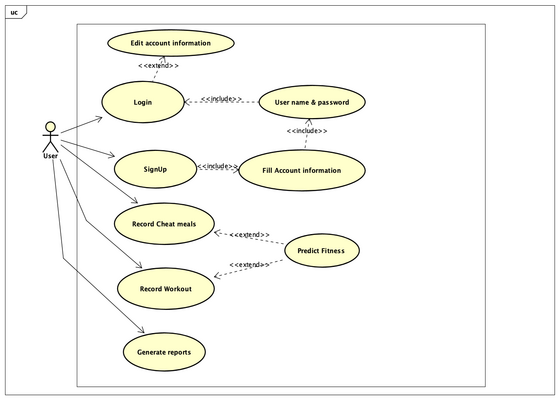 uc
Edit account information
<<extend>>
Login
<<include>>
User name & password
<<include>>
User
SignUp
<<include>>
Fill Account information
Record Cheat meals
<<extend>>
Predict Fitness
<<extend>>
Record Workout
Generate reports